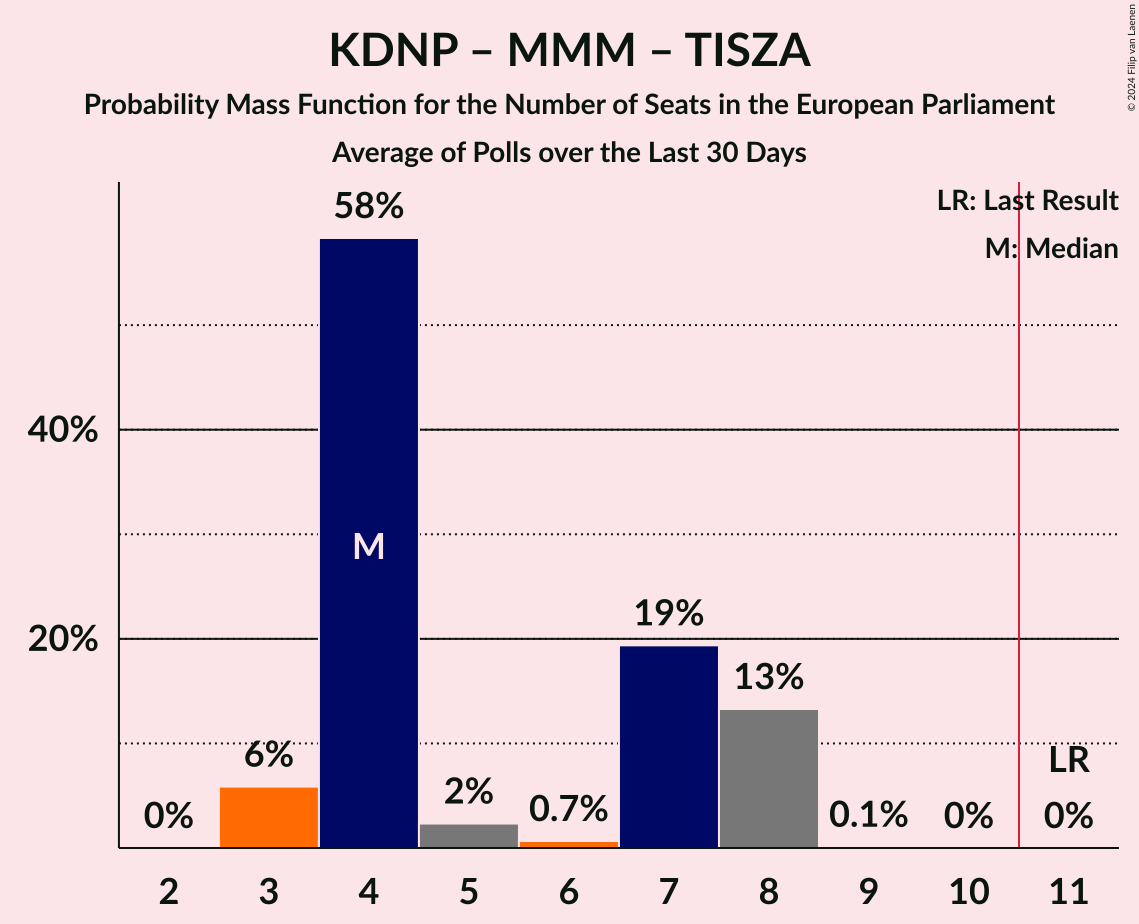 KDNP – MMM – TISZA
Probability Mass Function for the Number of Seats in the European Parliament
Average of Polls over the Last 30 Days
© 2024 Filip van Laenen
LR: Last Result
M: Median
58%
40%
M
20%
19%
13%
6%
LR
2%
0%
0.7%
0.1%
0%
0%
2 3 4 5 6 7 8 9 10 11